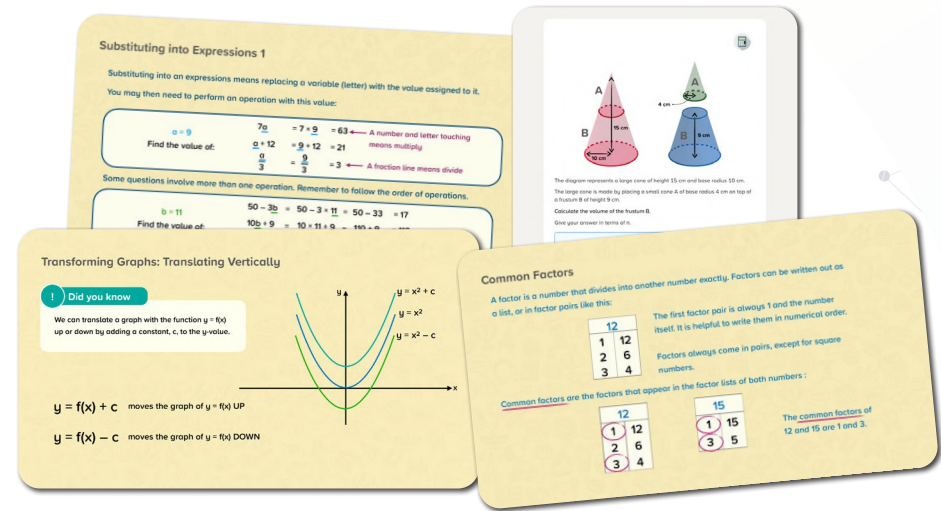 Substituting into Expressions 1
Substituting into an expressions means replacing a variable (letter) with the value assigned to it.
You may then need to perform an operation with this value:
a = 9
Find the value of:
7a = 7 × 9 = 63 ← A number and letter touching
means multiply
a + 12 = 9 + 12 = 21
a/3 = 9/3 = 3 ← A fraction line means divide
Some questions involve more than one operation. Remember to follow the order of operations.
b = 11
Find the value of:
50 – 3b = 50 – 3 × 11 = 50 – 33 = 17
10b + 9 = 10 × 11 + 9
A
B
15 cm
10 cm
A
4 cm
B
9 cm
The diagram represents a large cone of height 15 cm and base radius 10 cm.
The large cone is made by placing a small cone A of base radius 4 cm on top of
a frustum B of height 9 cm.
Calculate the volume of the frustum B.
Give your answer in terms of π.
Transforming Graphs: Translating Vertically
! Did you know
We can translate a graph with the function y = f(x)
up or down by adding a constant, c, to the y-value.
y
y = x² + c
y = x²
y = x² – c
x
y = f(x) + c moves the graph of y = f(x) UP
y = f(x) – c moves the graph of y = f(x) DOWN
Common Factors
A factor is a number that divides into another number exactly. Factors can be written out as
a list, or in factor pairs like this:
12
1 12
2 6
3 4
The first factor pair is always 1 and the number
itself. It is helpful to write them in numerical order.
Factors always come in pairs, except for square
numbers.
Common factors are the factors that appear in the factor lists of both numbers :
12
1 12
2 6
3 4
15
1 15
3 5
The common factors of
12 and 15 are 1 and 3.